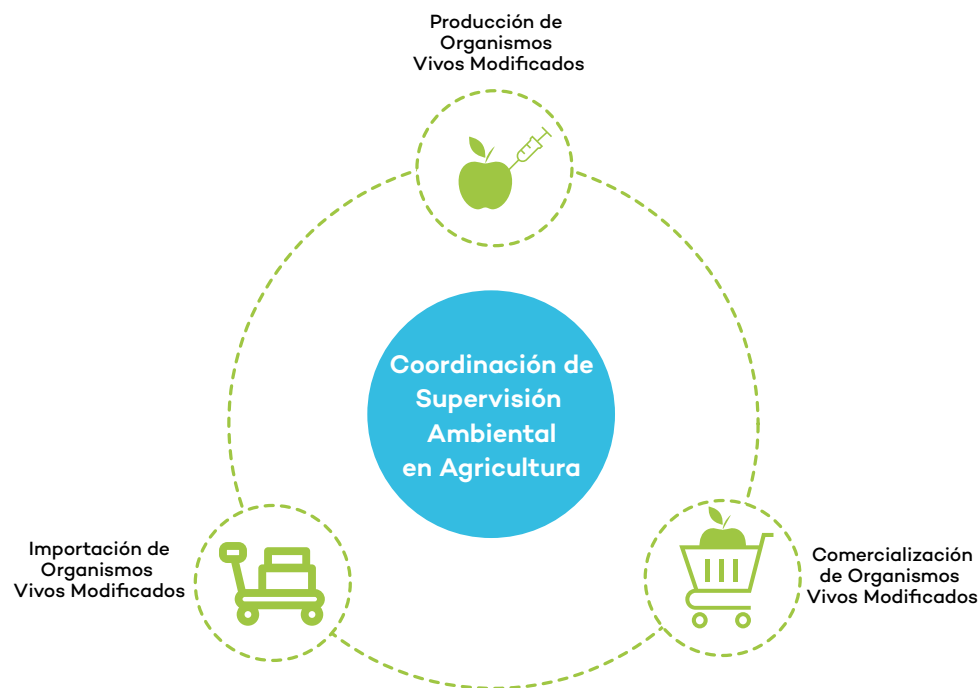 Producción de
Organismos
Vivos Modificados
Coordinación de
Supervisión
Ambiental
en Agricultura
Importación de
Organismos
Vivos Modificados
Comercialización
de Organismos
Vivos Modificados